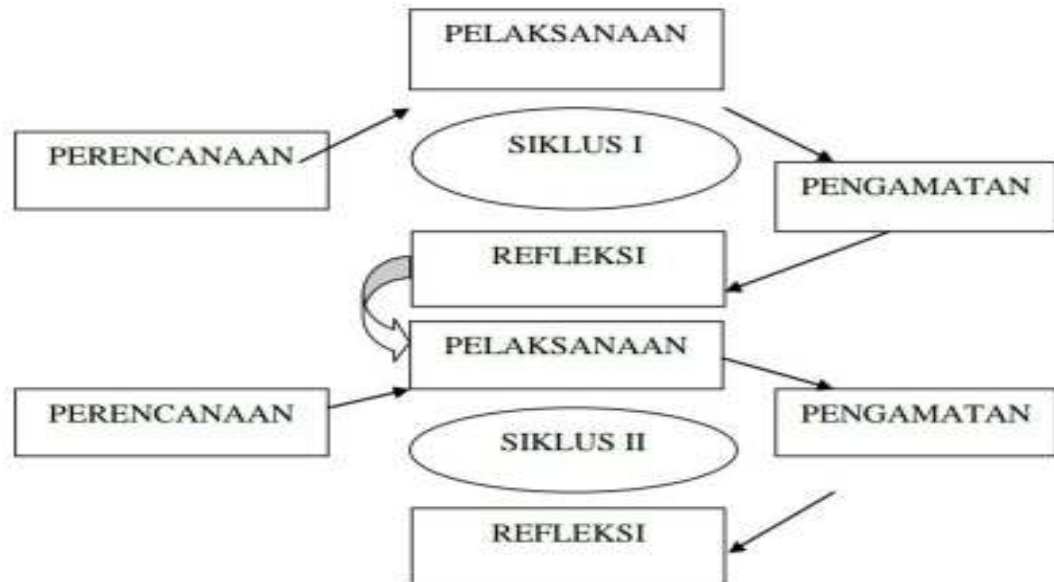 PELAKSANAAN
SIKLUS I
PERENCANAAN
PENGAMATAN
REFLEKSI
PELAKSANAAN
PERENCANAAN
PENGAMATAN
SIKLUS II
REFLEKSI